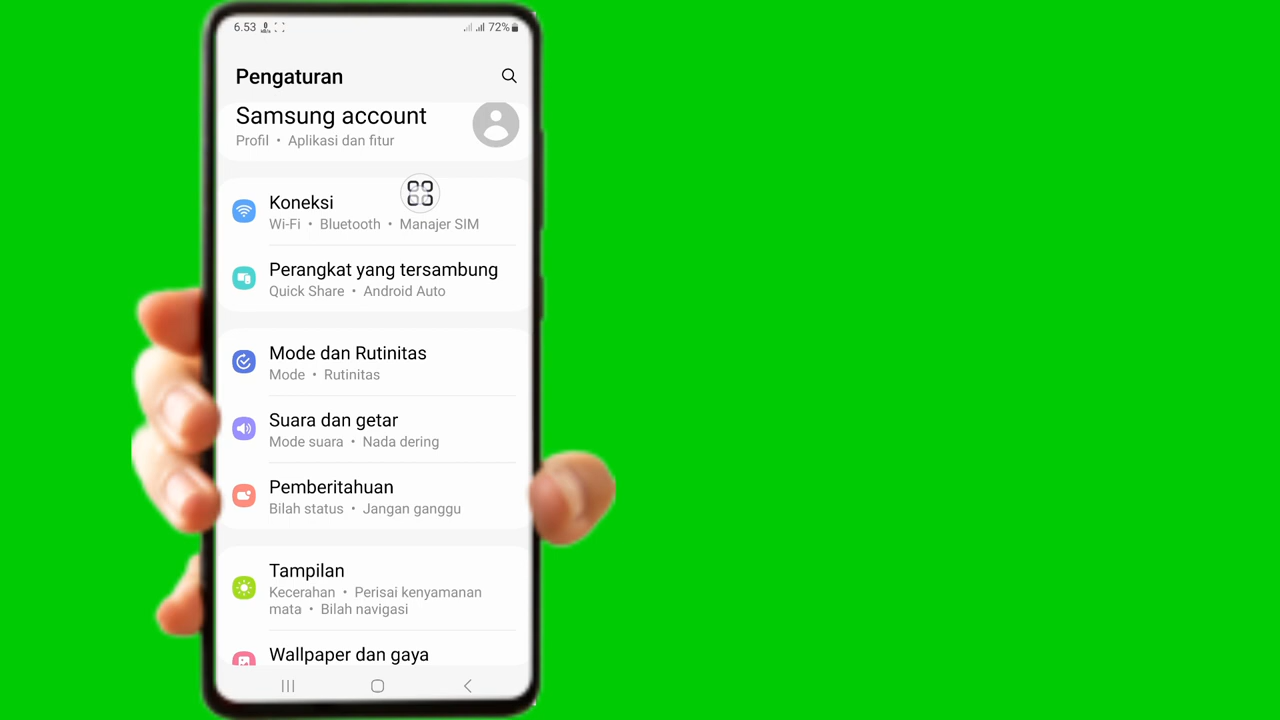 6.53
72%
Pengaturan
Samsung account
Profil • Aplikasi dan fitur
Koneksi
Wi-Fi • Bluetooth • Manajer SIM
Perangkat yang tersambung
Quick Share • Android Auto
Mode dan Rutinitas
Mode • Rutinitas
Suara dan getar
Mode suara • Nada dering
Pemberitahuan
Bilah status • Jangan ganggu
Tampilan
Kecerahan • Perisai kenyamanan
mata • Bilah navigasi
Wallpaper dan gaya